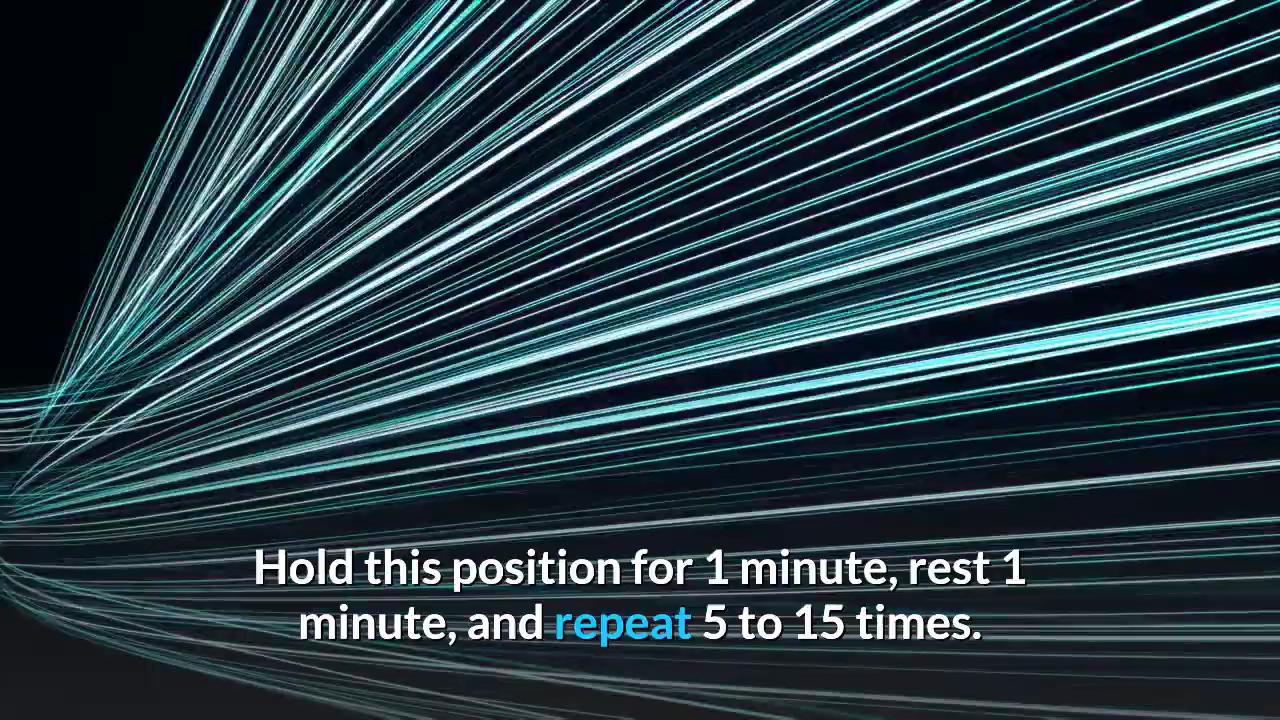 Hold this position for 1 minute, rest 1
minute, and repeat 5 to 15 times.